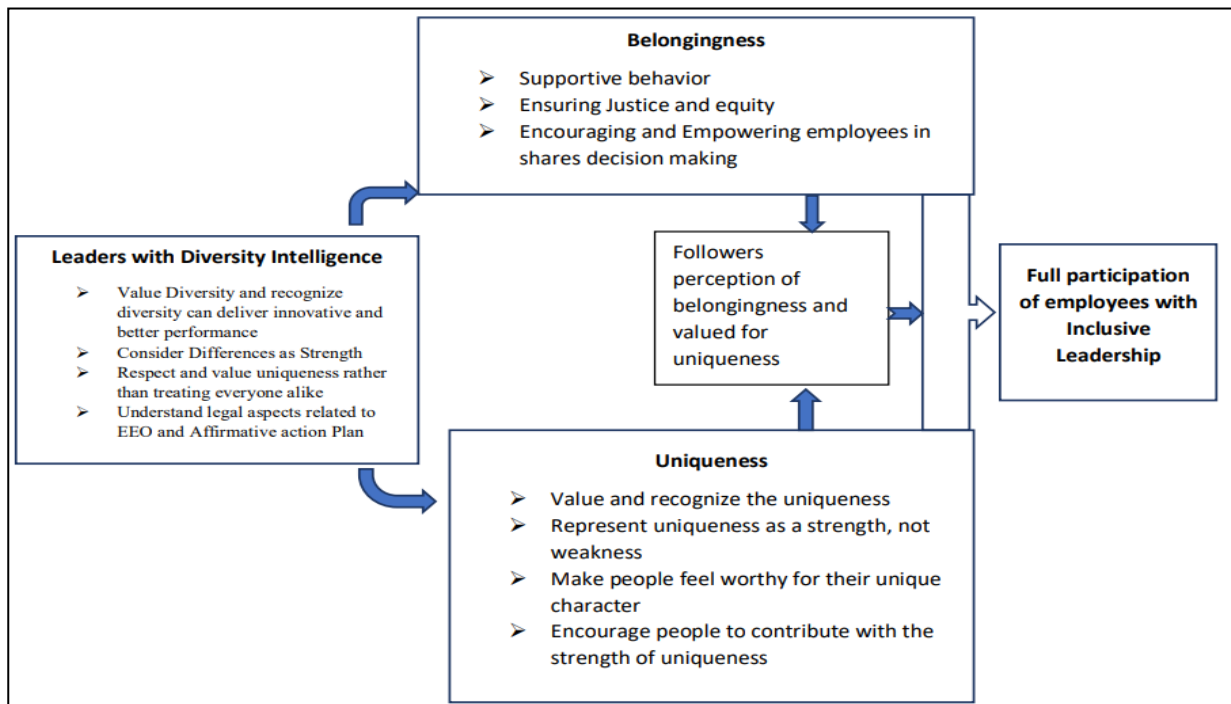 Belongingness
➢ Supportive behavior
➢ Ensuring Justice and equity
➢ Encouraging and Empowering employees in
shares decision making
Leaders with Diversity Intelligence
➢ Value Diversity and recognize
diversity can deliver innovative and
better performance
➢ Consider Differences as Strength
➢ Respect and value uniqueness rather
than treating everyone alike
➢ Understand legal aspects related to
EEO and Affirmative action Plan
Followers
perception of
belongingness and
valued for
uniqueness
Full participation
of employees with
Inclusive
Leadership
Uniqueness
➢ Value and recognize the uniqueness
➢ Represent uniqueness as a strength, not
weakness
➢ Make people feel worthy for their unique
character
➢ Encourage people to contribute with the
strength of uniqueness